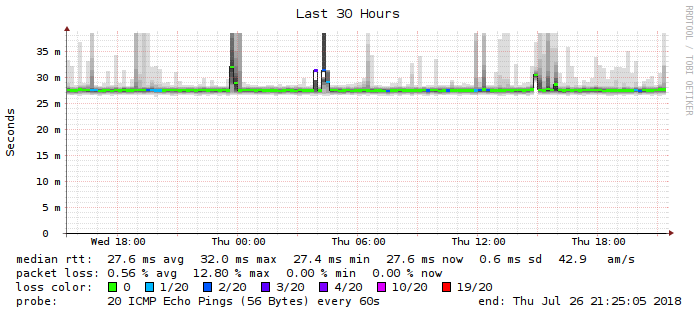 Last 30 Hours
RRDTOOL / TOBI OETIKER
Seconds
35 m
30 m
25 m
20 m
15 m
10 m
5 m
0
Wed 18:00 Thu 00:00 Thu 06:00 Thu 12:00 Thu 18:00
median rtt: 27.6 ms avg 32.0 ms max 27.4 ms min 27.6 ms now 0.6 ms sd 42.9 am/s
packet loss: 0.56 % avg 12.80 % max 0.00 % min 0.00 % now
loss color: 0 1/20 2/20 3/20 4/20 10/20 19/20
probe: 20 ICMP Echo Pings (56 Bytes) every 60s end: Thu Jul 26 21:25:05 2018